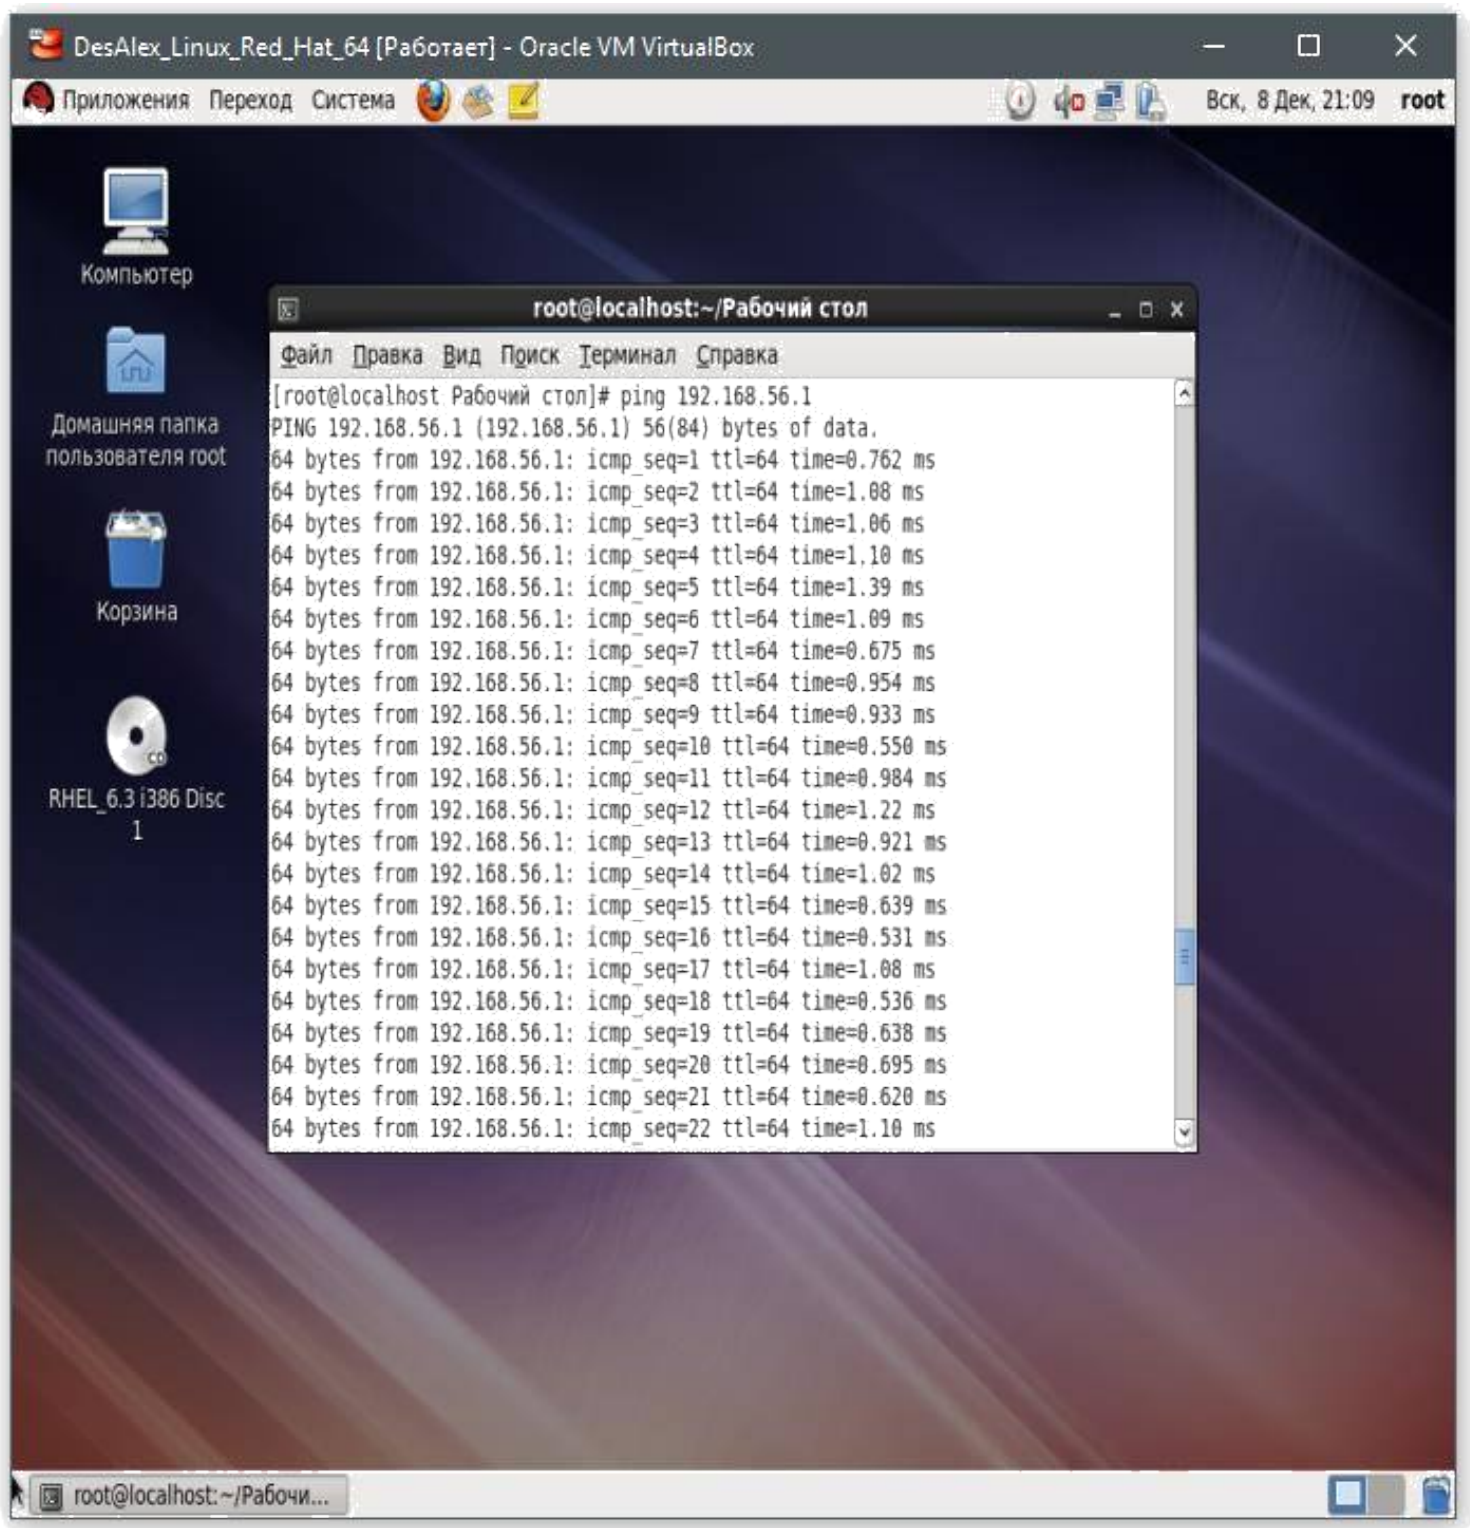 DesAlex_Linux_Red_Hat_64 [Работает] - Oracle VM VirtualBox
Приложения Переход Система Вск, 8 Дек, 21:09 root
Компьютер
Домашняя папка
пользователя root
Корзина
RHEL_6.3 i386 Disc
1
root@localhost:~/Рабочий стол
Файл Правка Вид Поиск Терминал Справка
[root@localhost Рабочий стол]# ping 192.168.56.1
PING 192.168.56.1 (192.168.56.1) 56(84) bytes of data.
64 bytes from 192.168.56.1: icmp_seq=1 ttl=64 time=0.762 ms
64 bytes from 192.168.56.1: icmp_seq=2 ttl=64 time=1.08 ms
64 bytes from 192.168.56.1: icmp_seq=3 ttl=64 time=1.06 ms
64 bytes from 192.168.56.1: icmp_seq=4 ttl=64 time=1.10 ms
64 bytes from 192.168.56.1: icmp_seq=5 ttl=64 time=1.39 ms
64 bytes from 192.168.56.1: icmp_seq=6 ttl=64 time=1.09 ms
64 bytes from 192.168.56.1: icmp_seq=7 ttl=64 time=0.675 ms
64 bytes from 192.168.56.1: icmp_seq=8 ttl=64 time=0.954 ms
64 bytes from 192.168.56.1: icmp_seq=9 ttl=64 time=0.933 ms
64 bytes from 192.168.56.1: icmp_seq=10 ttl=64 time=0.550 ms
64 bytes from 192.168.56.1: icmp_seq=11 ttl=64 time=0.984 ms
64 bytes from 192.168.56.1: icmp_seq=12 ttl=64 time=1.22 ms
64 bytes from 192.168.56.1: icmp_seq=13 ttl=64 time=0.921 ms
64 bytes from 192.168.56.1: icmp_seq=14 ttl=64 time=1.02 ms
64 bytes from 192.168.56.1: icmp_seq=15 ttl=64 time=0.639 ms
64 bytes from 192.168.56.1: icmp_seq=16 ttl=64 time=0.531 ms
64 bytes from 192.168.56.1: icmp_seq=17 ttl=64 time=1.08 ms
64 bytes from 192.168.56.1: icmp_seq=18 ttl=64 time=0.536 ms
64 bytes from 192.168.56.1: icmp_seq=19 ttl=64 time=0.638 ms
64 bytes from 192.168.56.1: icmp_seq=20 ttl=64 time=0.695 ms
64 bytes from 192.168.56.1: icmp_seq=21 ttl=64 time=0.620 ms
64 bytes from 192.168.56.1: icmp_seq=22 ttl=64 time=1.10 ms
root@localhost:~/Рабочи...